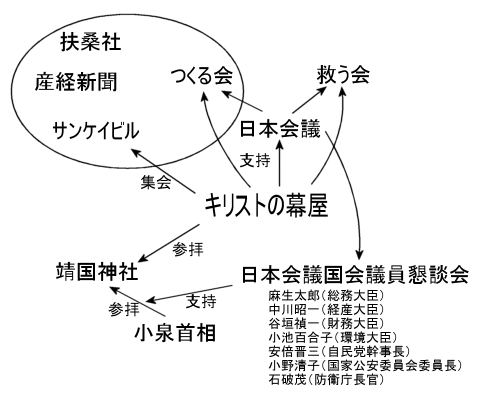 扶桑社
産経新聞
つくる会
救う会
サンケイビル
日本会議
支持
集会
キリストの幕屋
参拝
靖国神社
日本会議国会議員懇談会
参拝
支持
小泉首相
麻生太郎(総務大臣)
中川昭一(経産大臣)
谷垣禎一(財務大臣)
小池百合子(環境大臣)
安倍晋三(自民党幹事長)
小野清子(国家公安委員会委員長)
石破茂(防衛庁長官)